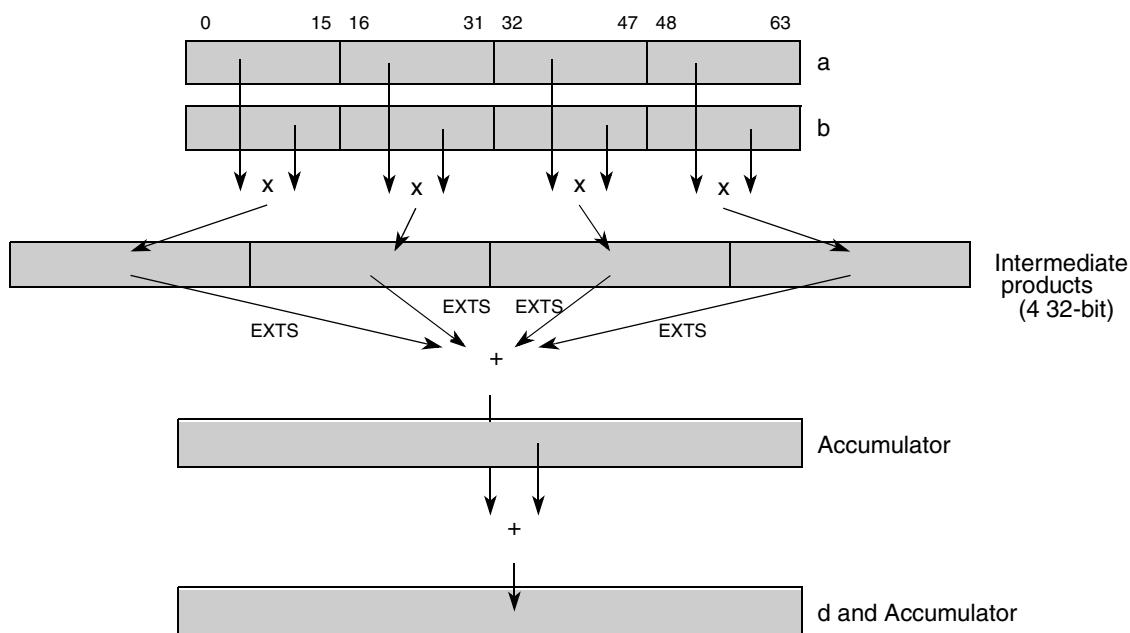 0 15 16 31 32 47 48 63
a
b
x x x x
Intermediate
products
(4 32-bit)
EXTS EXTS
EXTS EXTS
+
Accumulator
+
d and Accumulator